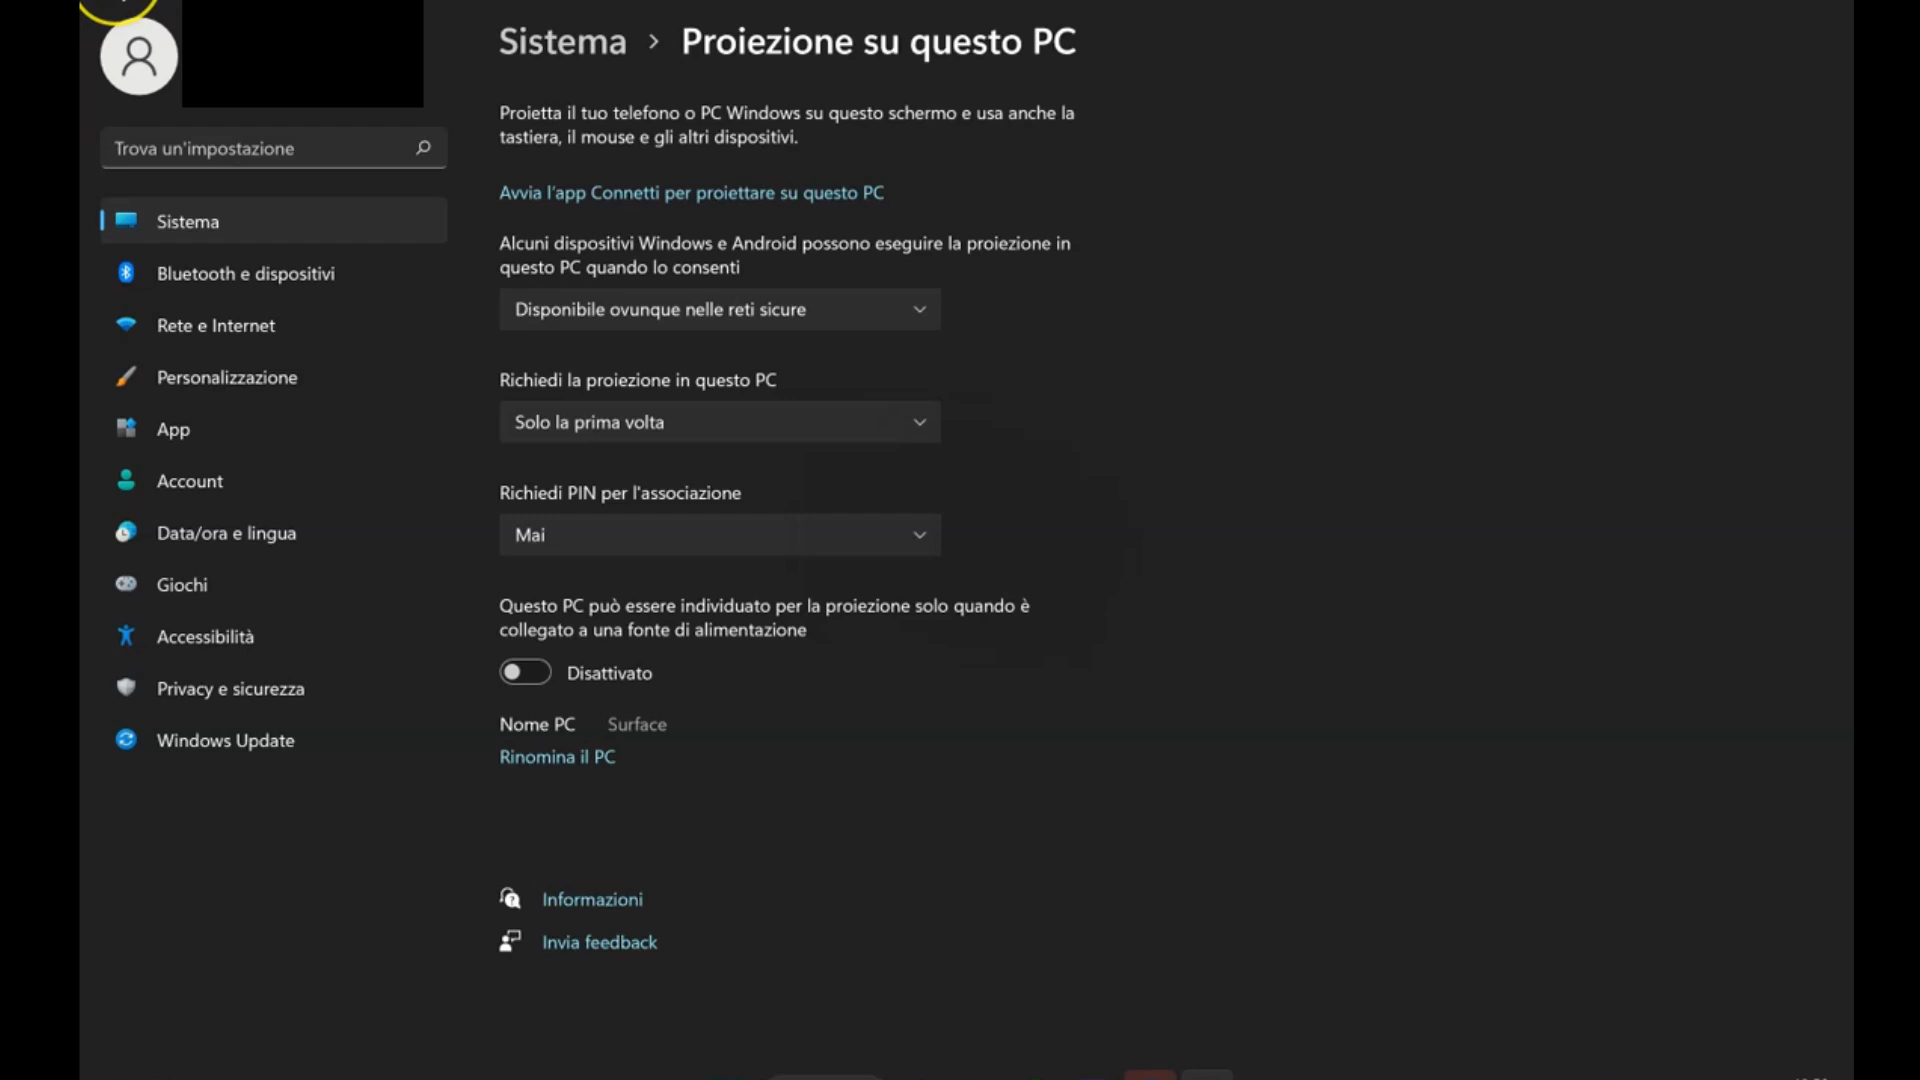 Sistema > Proiezione su questo PC
Proietta il tuo telefono o PC Windows su questo schermo e usa anche la
tastiera, il mouse e gli altri dispositivi.
Trova un'impostazione
Avvia l'app Connetti per proiettare su questo PC
Sistema
Bluetooth e dispositivi
Rete e Internet
Personalizzazione
App
Account
Data/ora e lingua
Giochi
Accessibilità
Privacy e sicurezza
Windows Update
Alcuni dispositivi Windows e Android possono eseguire la proiezione in
questo PC quando lo consenti
Disponibile ovunque nelle reti sicure
Richiedi la proiezione in questo PC
Solo la prima volta
Richiedi PIN per l'associazione
Mai
Questo PC può essere individuato per la proiezione solo quando è
collegato a una fonte di alimentazione
Disattivato
Nome PC Surface
Rinomina il PC
Informazioni
Invia feedback